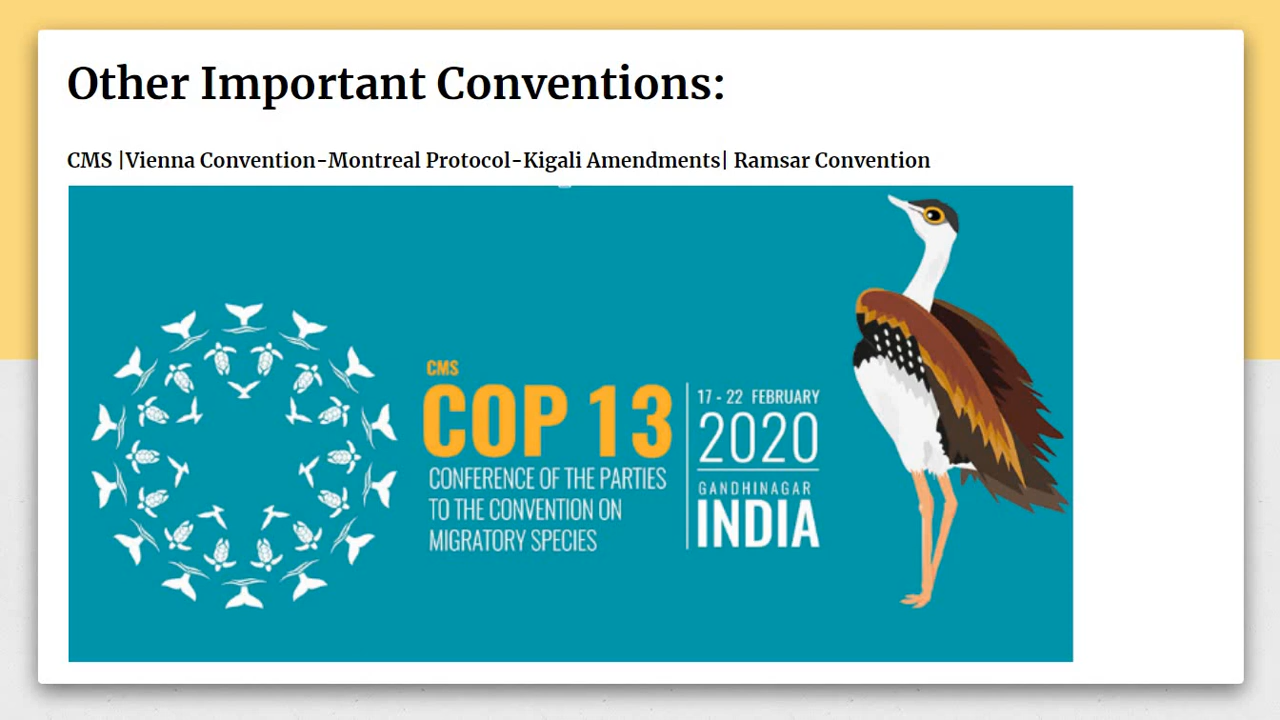 Other Important Conventions:
CMS |Vienna Convention-Montreal Protocol-Kigali Amendments| Ramsar Convention
CMS
COP 13
CONFERENCE OF THE PARTIES
TO THE CONVENTION ON
MIGRATORY SPECIES
17 - 22 FEBRUARY
2020
GANDHINAGAR
INDIA